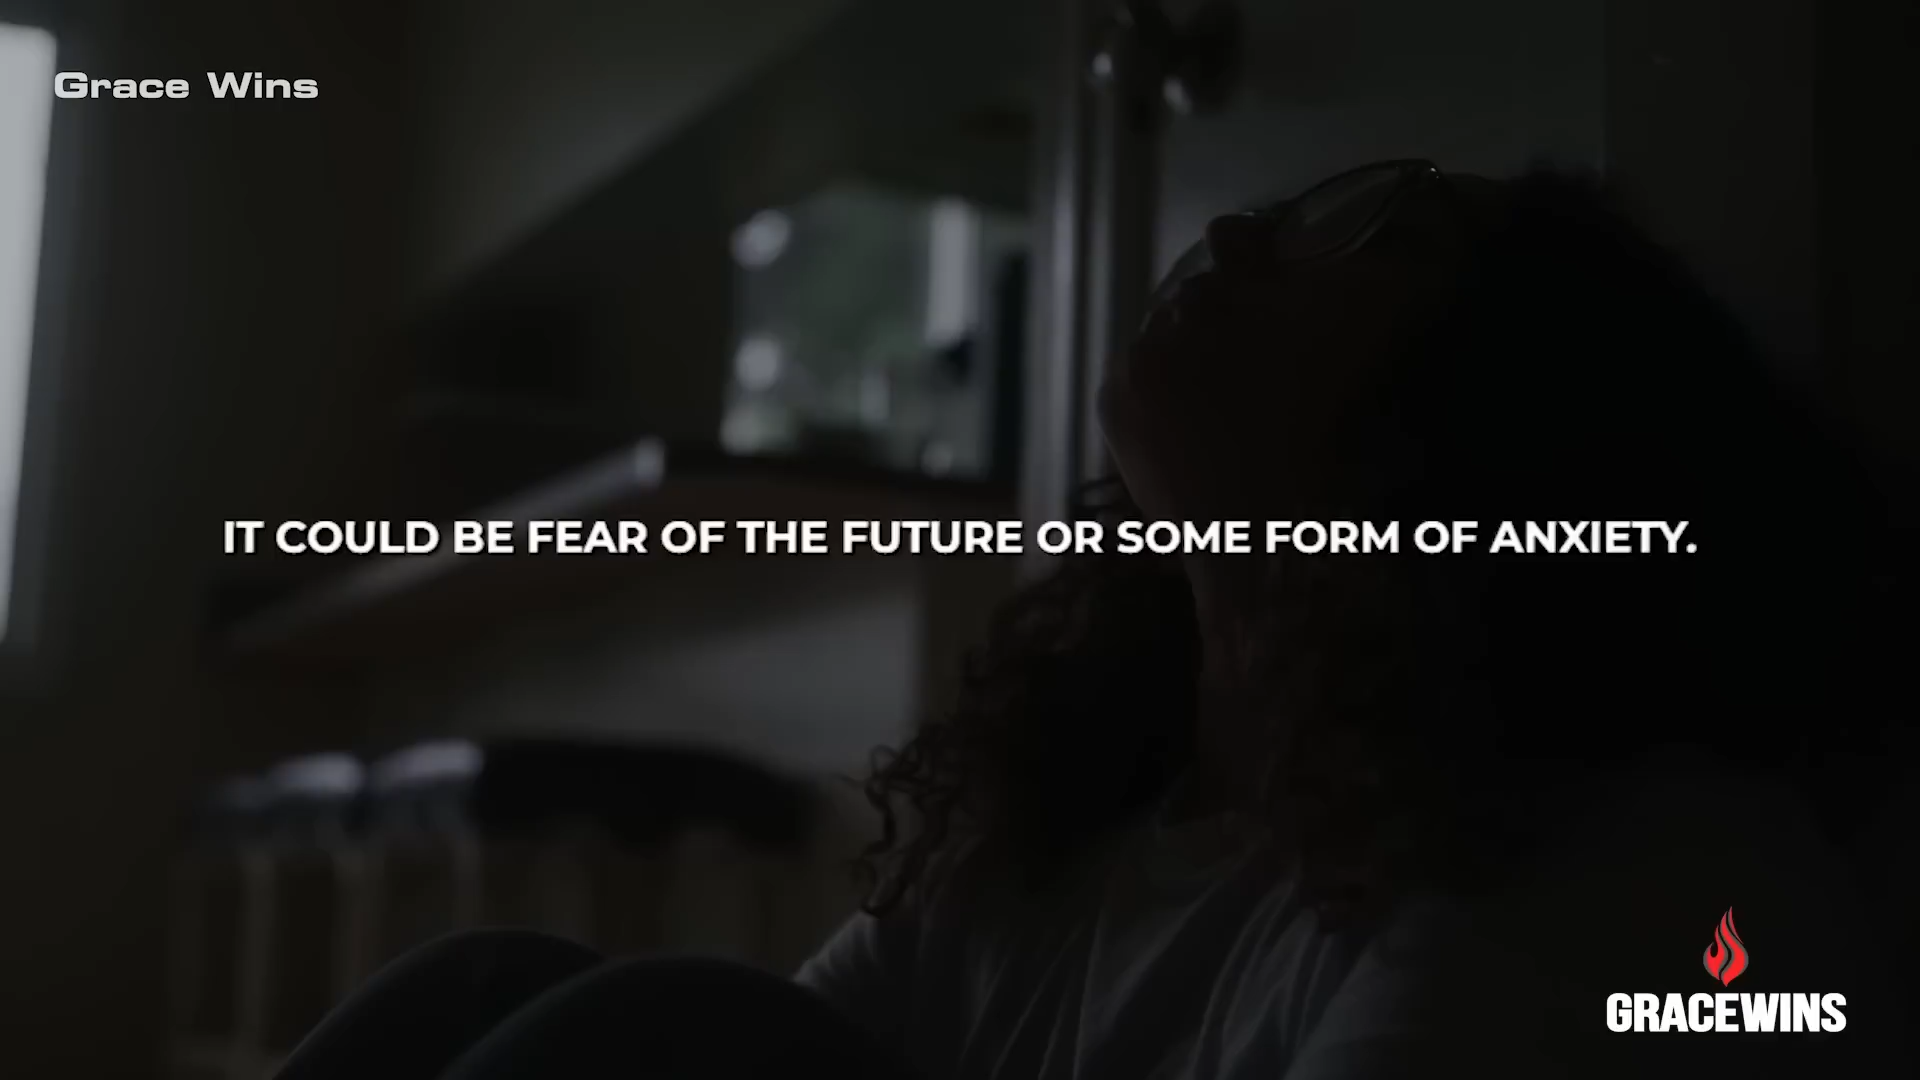 Grace Wins
IT COULD BE FEAR OF THE FUTURE OR SOME FORM OF ANXIETY.
GRACEWINS